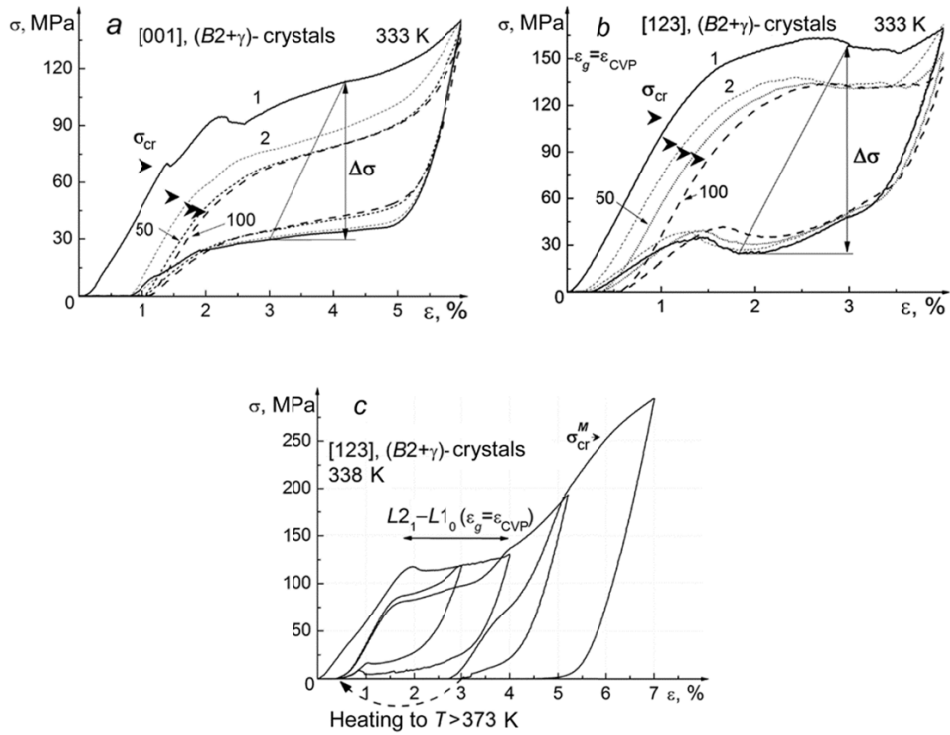 σ, MPa
a
[001], (B2+γ)-crystals
333 K
120
90
60
30
0
σcr
1
2
50
100
Δσ
1
2
3
4
5
ε, %
σ, MPa
b
[123], (B2+γ)-crystals
333 K
εg=εCVP
150
120
90
60
30
0
σcr
1
2
50
100
Δσ
1
2
3
ε, %
σ, MPa
c
[123], (B2+γ)-crystals
338 K
250
200
150
100
50
0
L2₁–L1₀ (εg=εCVP)
σcrᴹ
1
2
3
4
5
6
7
ε, %
Heating to T>373 K